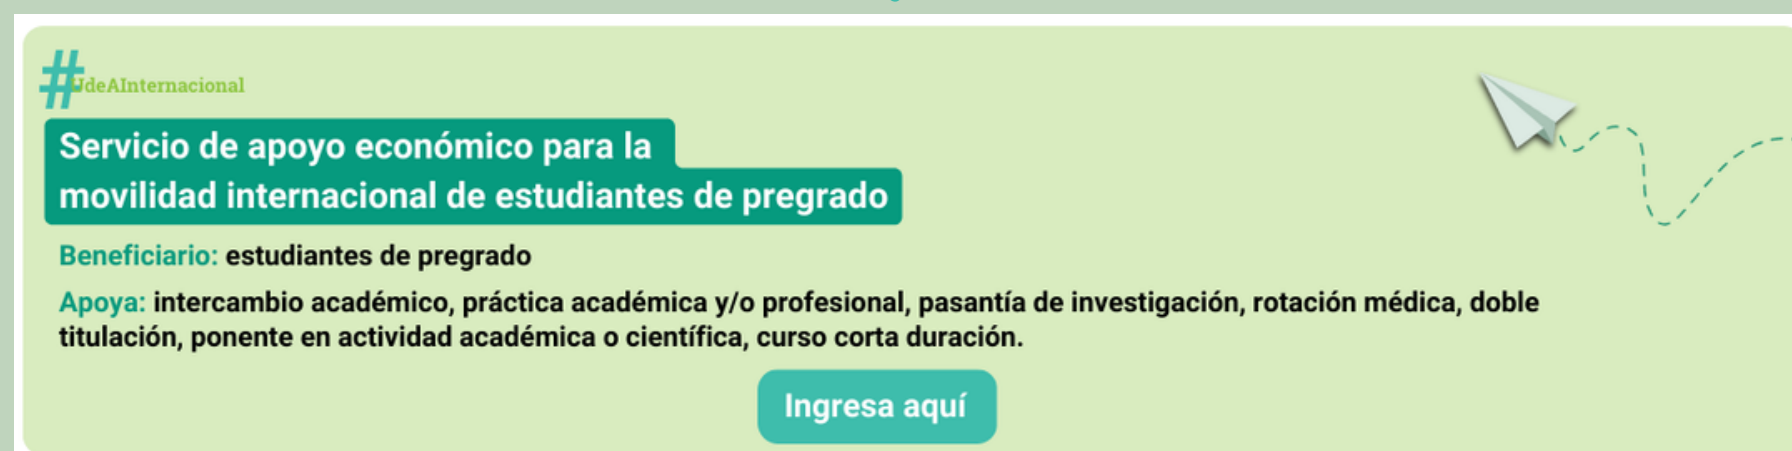 #UdeAInternacional
Servicio de apoyo económico para la
movilidad internacional de estudiantes de pregrado
Beneficiario: estudiantes de pregrado
Apoya: intercambio académico, práctica académica y/o profesional, pasantía de investigación, rotación médica, doble
titulación, ponente en actividad académica o científica, curso corta duración.
Ingresa aquí